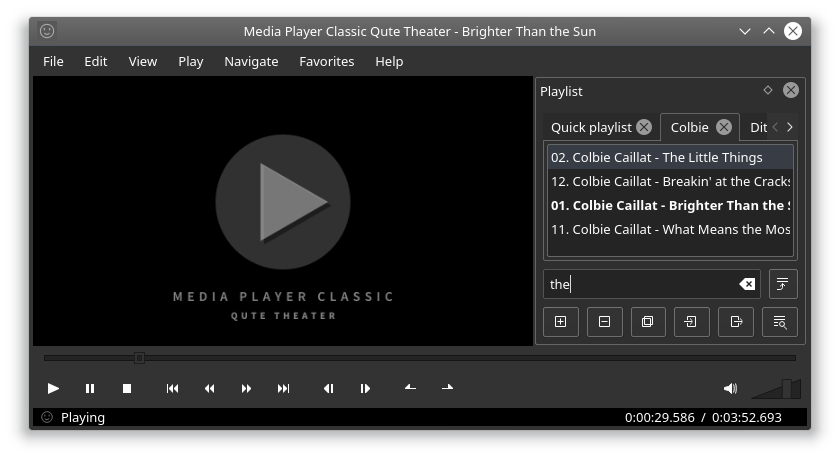 Media Player Classic Qute Theater - Brighter Than the Sun
File Edit View Play Navigate Favorites Help
Playlist
Quick playlist Colbie Dit
02. Colbie Caillat - The Little Things
12. Colbie Caillat - Breakin' at the Cracks
01. Colbie Caillat - Brighter Than the
11. Colbie Caillat - What Means the Mos
the
MEDIA PLAYER CLASSIC
QUTE THEATER
Playing 0:00:29.586 / 0:03:52.693